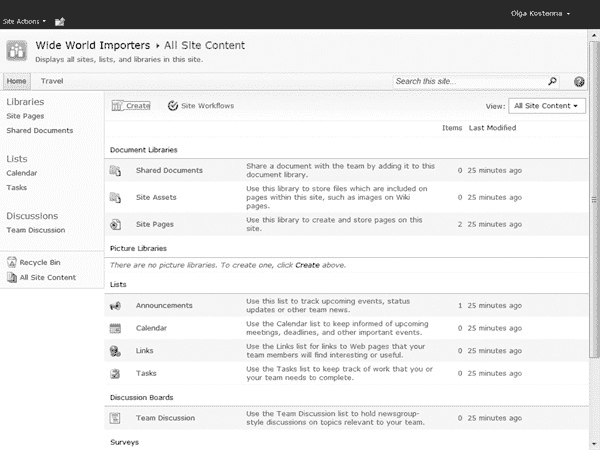 Site Actions
Olga Kostenna
Wide World Importers ▸ All Site Content
Displays all sites, lists, and libraries in this site.
Home Travel
Search this site...
Libraries
Site Pages
Shared Documents
Lists
Calendar
Tasks
Discussions
Team Discussion
Recycle Bin
All Site Content
Create Site Workflows
View: All Site Content
Items Last Modified
Document Libraries
Shared Documents Share a document with the team by adding it to this 0 25 minutes ago
document library.
Site Assets Use this library to store files which are included on 0 25 minutes ago
pages within this site, such as images on Wiki
pages.
Site Pages Use this library to create and store pages on this 2 25 minutes ago
site.
Picture Libraries
There are no picture libraries. To create one, click Create above.
Lists
Announcements Use this list to track upcoming events, status 1 25 minutes ago
updates or other team news.
Calendar Use the Calendar list to keep informed of upcoming 0 25 minutes ago
meetings, deadlines, and other important events.
Links Use the Links list for links to Web pages that your 0 25 minutes ago
team members will find interesting or useful.
Tasks Use the Tasks list to keep track of work that you or 0 25 minutes ago
your team needs to complete.
Discussion Boards
Team Discussion Use the Team Discussion list to hold newsgroup- 0 25 minutes ago
style discussions on topics relevant to your team.
Surveys